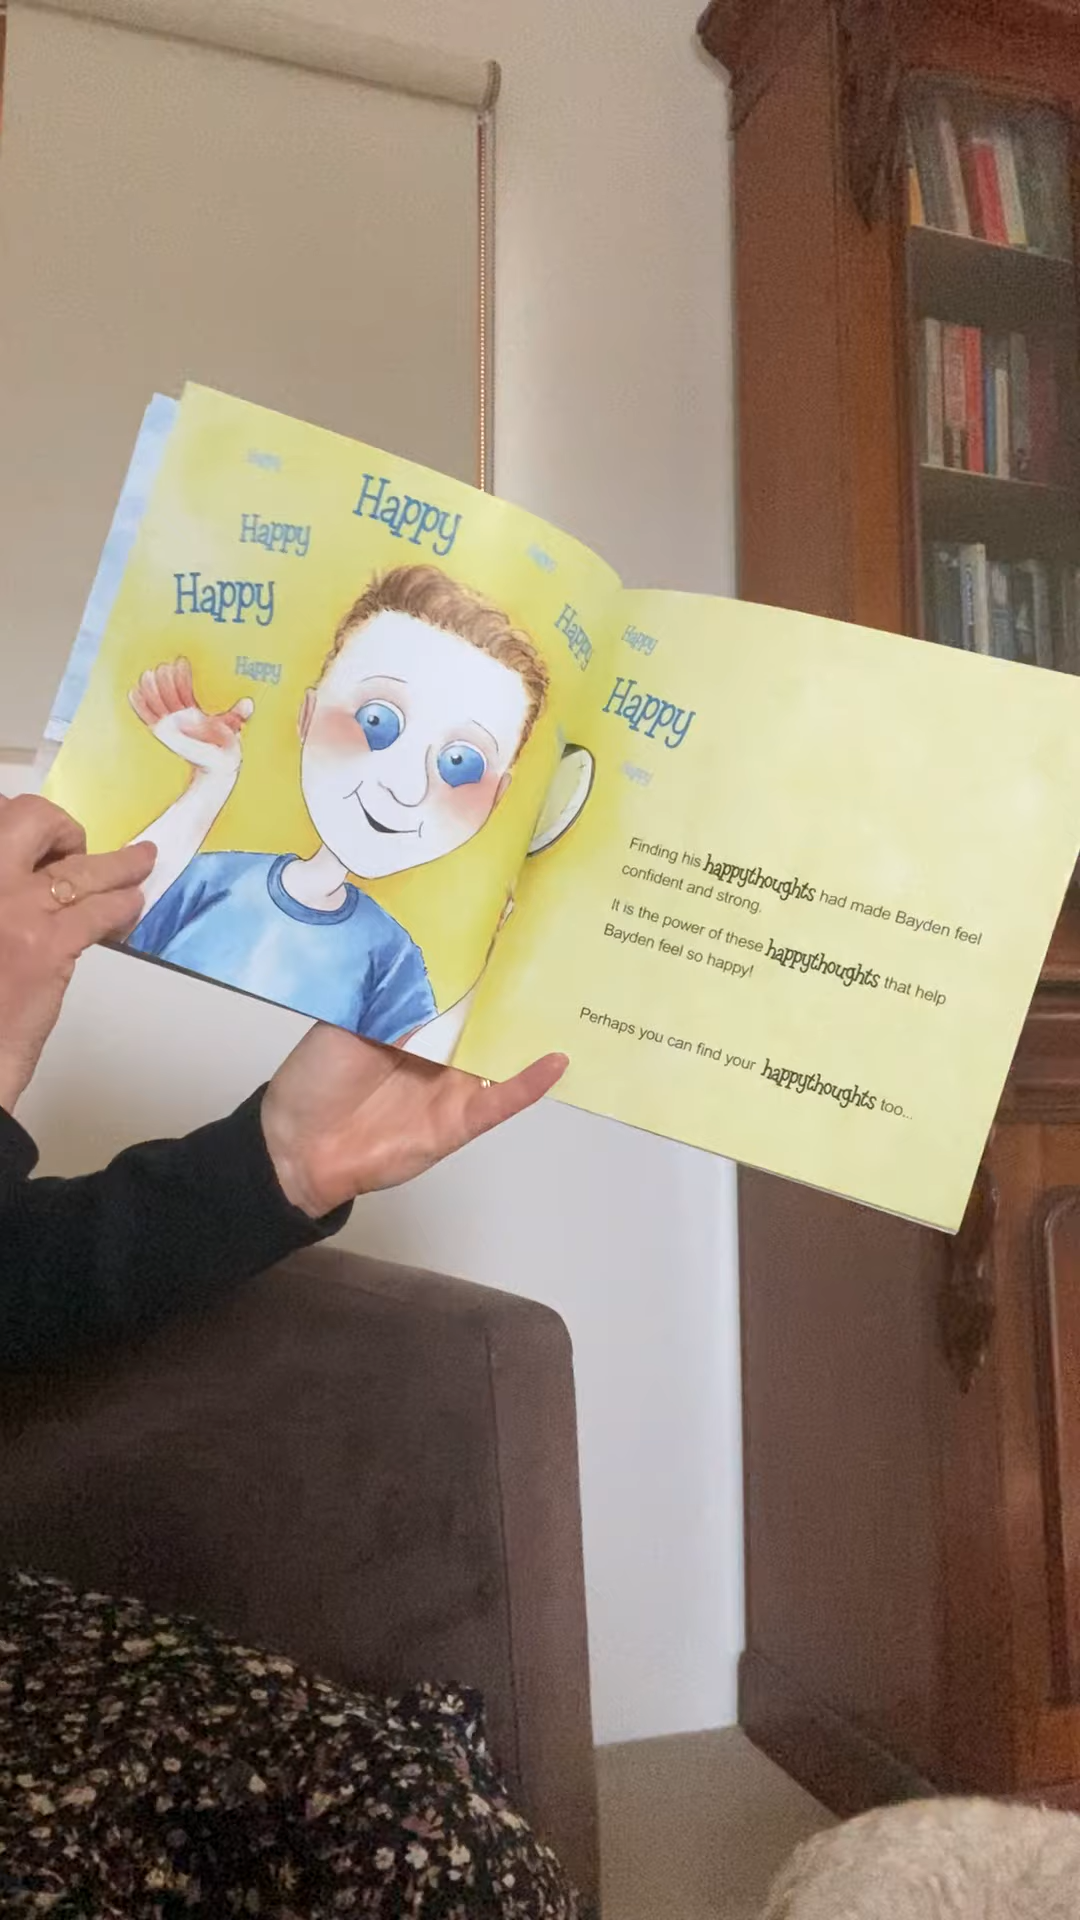 Happy
Happy
Happy
Happy
Happy
Happy
Happy
Happy
Finding his happythoughts had made Bayden feel
confident and strong.
It is the power of these happythoughts that help
Bayden feel so happy!
Perhaps you can find your happythoughts too...